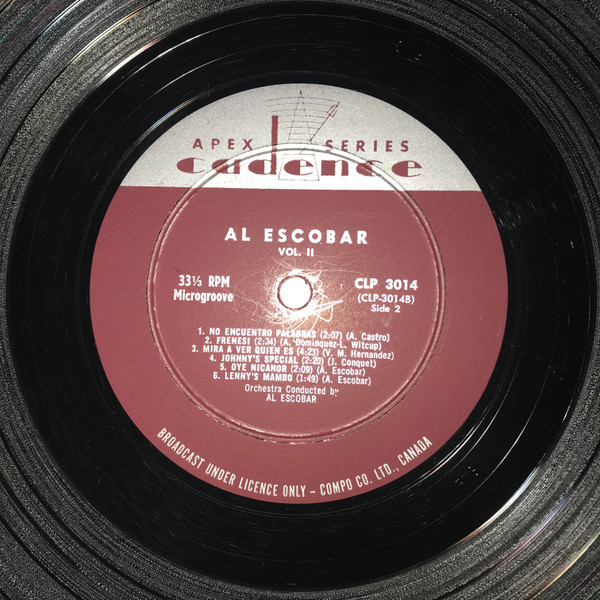 APEX SERIES
cadence
AL ESCOBAR
VOL. II
33⅓ RPM
Microgroove
CLP 3014
(CLP-3014B)
Side 2
1. NO ENCUENTRO PALABRAS (2:07) (A. Castro)
2. FRENESI (2:34) (A. Dominquez-L. Witcup)
3. MIRA A VER QUIEN ES (4:23) (V. M. Hernandez)
4. JOHNNY'S SPECIAL (2:20) (J. Conquet)
5. OYE NICANOR (2:09) (A. Escobar)
6. LENNY'S MAMBO (1:49) (A. Escobar)
Orchestra Conducted by
AL ESCOBAR
BROADCAST UNDER LICENCE ONLY – COMPO CO. LTD., CANADA